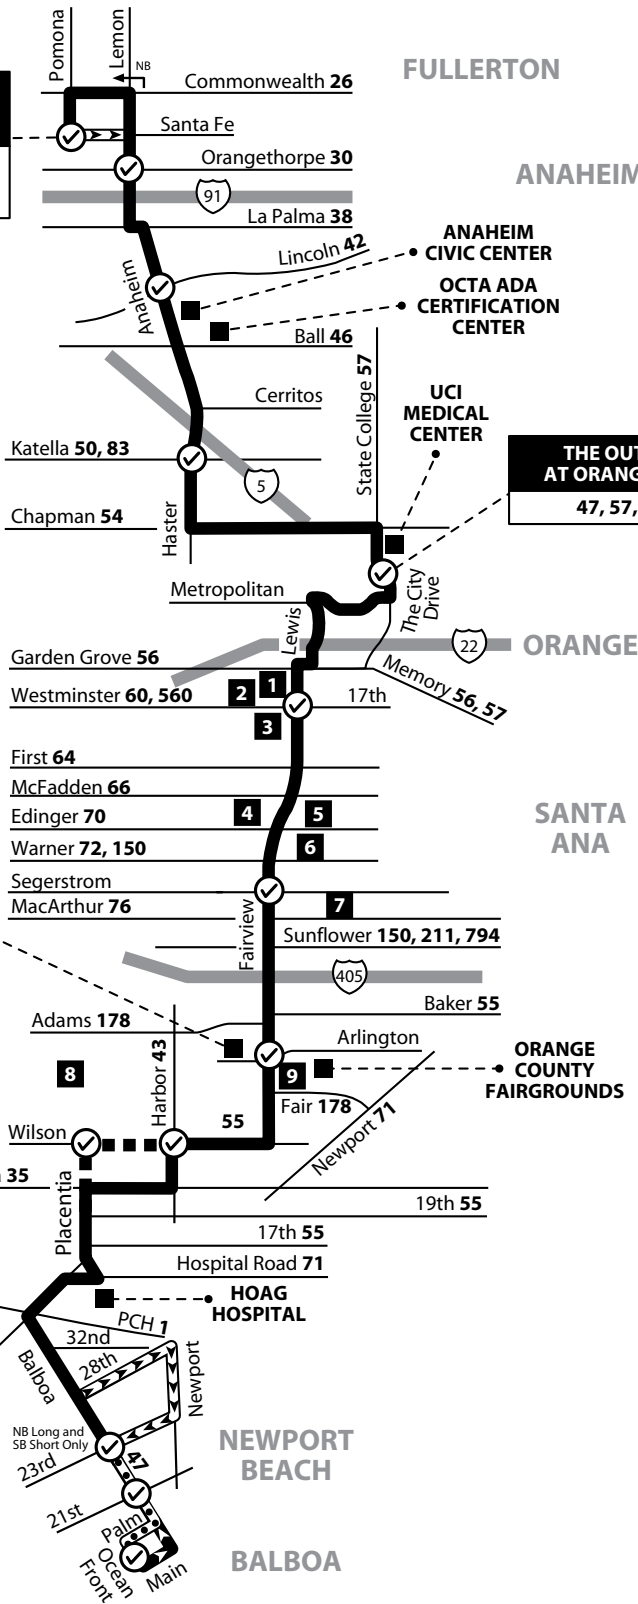 Pomona
Lemon
NB
FULLERTON
Commonwealth 26
Santa Fe
Orangethorpe 30
ANAHEIM
91
La Palma 38
Lincoln 42
ANAHEIM
CIVIC CENTER
Anaheim
OCTA ADA
CERTIFICATION
CENTER
Ball 46
State College 57
Cerritos
UCI
MEDICAL
CENTER
Katella 50, 83
THE OUT
AT ORANG
5
47, 57,
Chapman 54
Haster
Metropolitan
The City
Drive
Lewis
22
ORANGE
Garden Grove 56
Memory 56, 57
1
2
Westminster 60, 560
17th
3
First 64
McFadden 66
Edinger 70
4
5
SANTA
ANA
Warner 72, 150
6
Segerstrom
MacArthur 76
7
Fairview
Sunflower 150, 211, 794
405
Baker 55
Adams 178
Harbor 43
Arlington
ORANGE
COUNTY
FAIRGROUNDS
8
9
Fair 178
Newport 71
55
Wilson
35
Placentia
19th 55
17th 55
Hospital Road 71
HOAG
HOSPITAL
PCH 1
32nd
28th
Balboa
Newport
NB Long and
SB Short Only
NEWPORT
BEACH
23rd
47
21st
Palm
Ocean
Front
Main
BALBOA